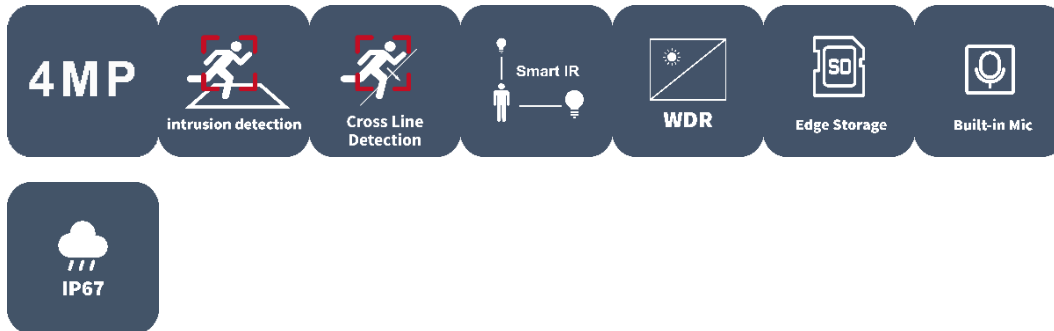 4MP
intrusion detection
Cross Line
Detection
Smart IR
WDR
SD
Edge Storage
Built-in Mic
IP67